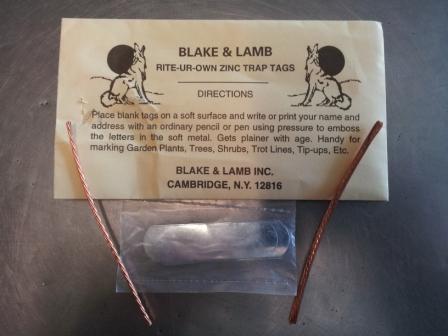 BLAKE & LAMB
RITE-UR-OWN ZINC TRAP TAGS
DIRECTIONS
Place blank tags on a soft surface and write or print your name and
address with an ordinary pencil or pen using pressure to emboss
the letters in the soft metal. Gets plainer with age. Handy for
marking Garden Plants, Trees, Shrubs, Trot Lines, Tip-ups, Etc.
BLAKE & LAMB INC.
CAMBRIDGE, N.Y. 12816